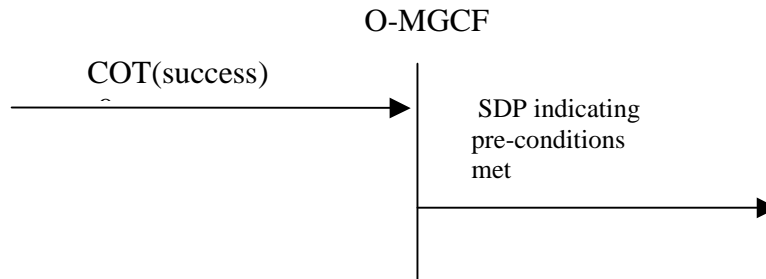 O-MGCF
COT(success)
SDP indicating
pre-conditions
met